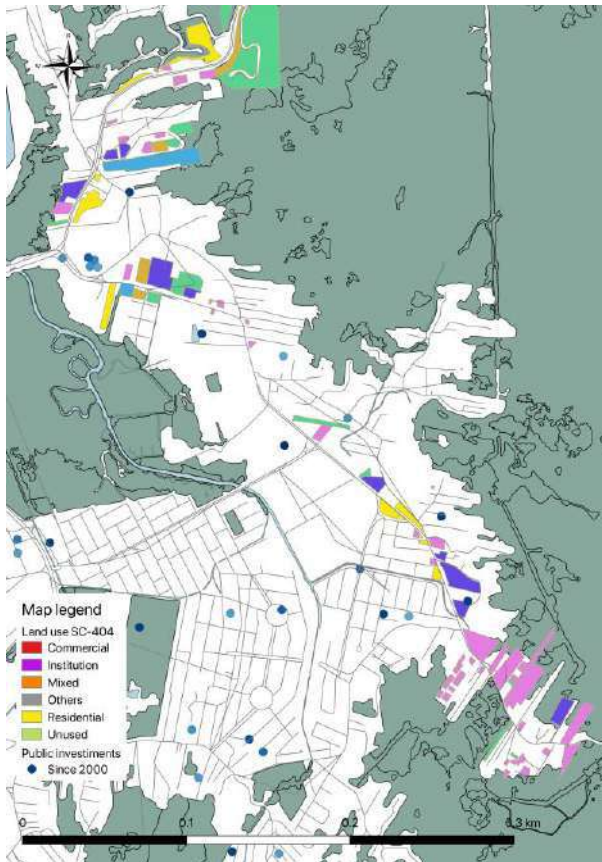 Map legend
Land use SC-404
Commercial
Institution
Mixed
Others
Residential
Unused
Public investiments
Since 2000
0 0.1 0.2 0.3 km